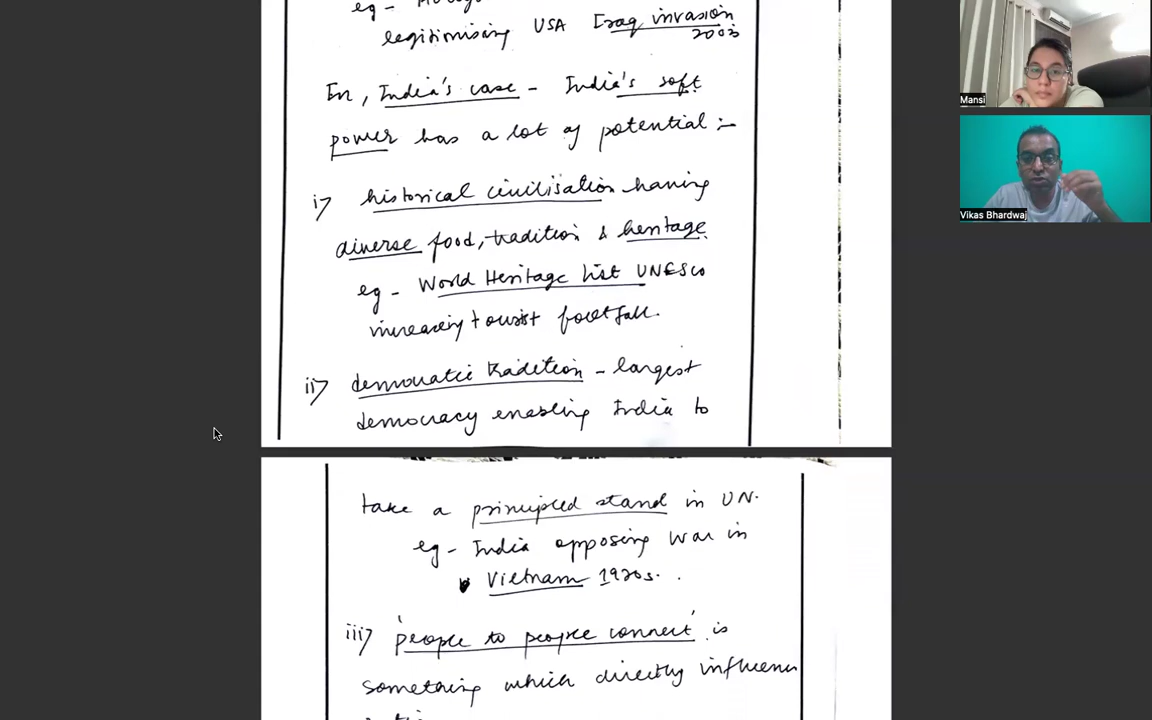 eg -
legitimising USA Iraq invasion
2003
In, India's case - India's soft
power has a lot of potential :-
i) historical civilisation having
diverse food, tradition & heritage.
eg - World Heritage list UNESCO
increasing tourist footfall.
ii) democratic tradition - largest
democracy enabling India to
take a principled stand in UN.
eg - India opposing war in
Vietnam 1970s.
iii) 'people to people connect' is
something which directly influence
Mansi
Vikas Bhardwaj